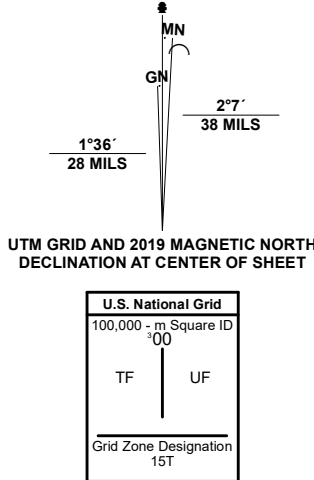 MN
GN
2°7´
38 MILS
1°36´
28 MILS
UTM GRID AND 2019 MAGNETIC NORTH
DECLINATION AT CENTER OF SHEET
U.S. National Grid
100,000 - m Square ID
³00
TF UF
Grid Zone Designation
15T